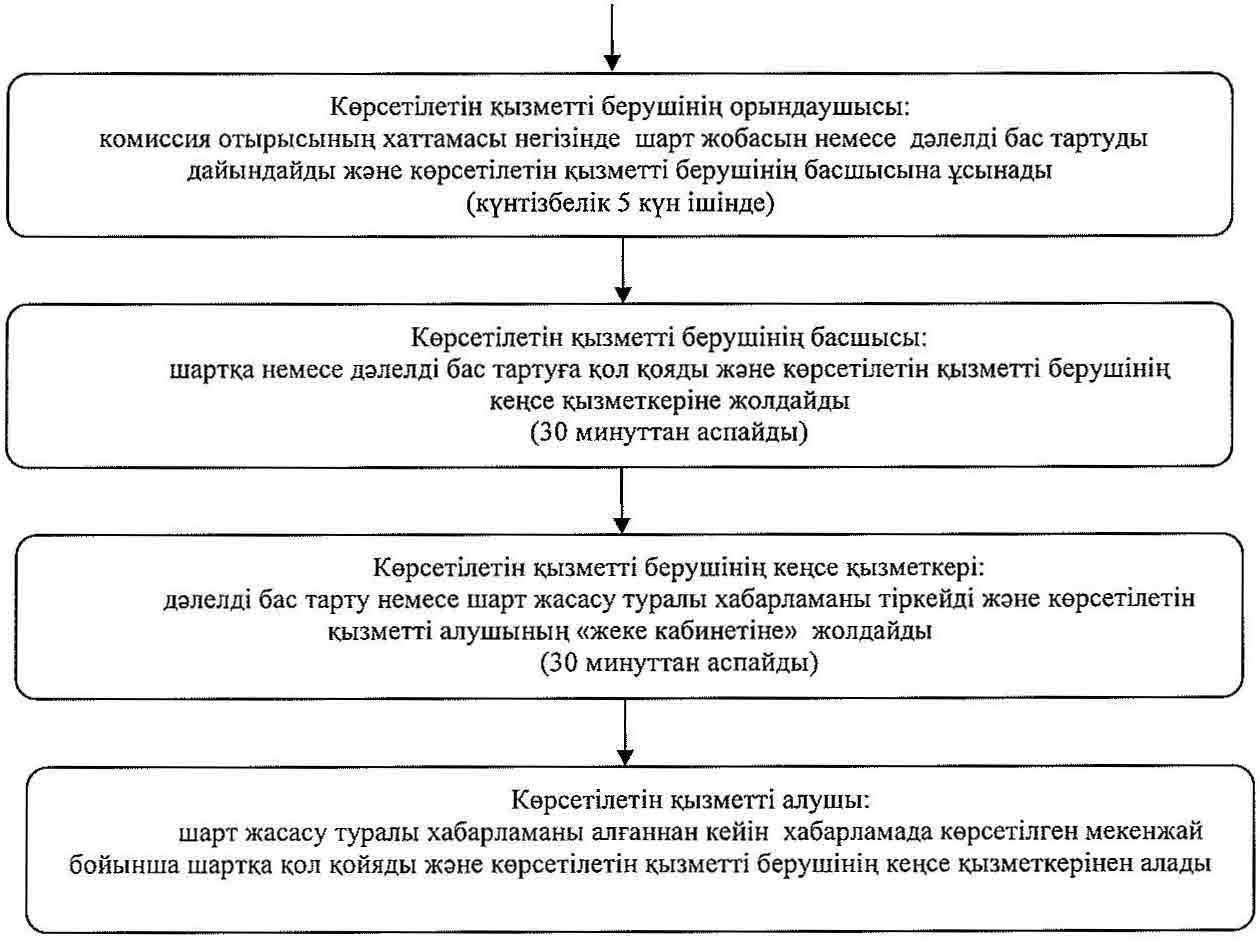 Көрсетілетін қызметті берушінің орындаушысы:
комиссия отырысының хаттамасы негізінде шарт жобасын немесе дәлелді бас тартуды
дайындайды және көрсетілетін қызметті берушінің басшысына ұсынады
(күнтізбелік 5 күн ішінде)
Көрсетілетін қызметті берушінің басшысы:
шартқа немесе дәлелді бас тартуға қол қояды және көрсетілетін қызметті берушінің
кеңсе қызметкеріне жолдайды
(30 минуттан аспайды)
Көрсетілетін қызметті берушінің кеңсе қызметкері:
дәлелді бас тарту немесе шарт жасасу туралы хабарламаны тіркейді және көрсетілетін
қызметті алушының «жеке кабинетіне» жолдайды
(30 минуттан аспайды)
Көрсетілетін қызметті алушы:
шарт жасасу туралы хабарламаны алғаннан кейін хабарламада көрсетілген мекенжай
бойынша шартқа қол қойяды және көрсетілетін қызметті берушінің кеңсе қызметкерінен алады